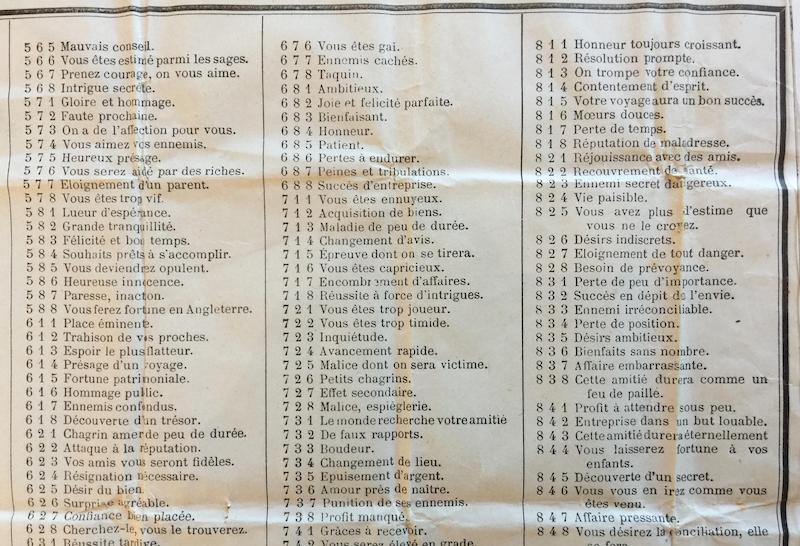 5 6 5 Mauvais conseil.
5 6 6 Vous êtes estimé parmi les sages.
5 6 7 Prenez courage, on vous aime.
5 6 8 Intrigue secrète.
5 7 1 Gloire et hommage.
5 7 2 Faute prochaine.
5 7 3 On a de l'affection pour vous.
5 7 4 Vous aimez vos ennemis.
5 7 5 Heureux présage.
5 7 6 Vous serez aidé par des riches.
5 7 7 Eloignement d'un parent.
5 7 8 Vous êtes trop vif.
5 8 1 Lueur d'espérance.
5 8 2 Grande tranquillité.
5 8 3 Félicité et bon temps.
5 8 4 Souhaits prêts à s'accomplir.
5 8 5 Vous deviendrez opulent.
5 8 6 Heureuse innocence.
5 8 7 Paresse, inaction.
5 8 8 Vous ferez fortune en Angleterre.
6 1 1 Place éminente.
6 1 2 Trahison de vos proches.
6 1 3 Espoir le plus flatteur.
6 1 4 Présage d'un voyage.
6 1 5 Fortune patrimoniale.
6 1 6 Hommage public.
6 1 7 Ennemis confondus.
6 1 8 Découverte d'un trésor.
6 2 1 Chagrin amer de peu de durée.
6 2 2 Attaque à la réputation.
6 2 3 Vos amis vous seront fidèles.
6 2 4 Résignation nécessaire.
6 2 5 Désir du bien
6 2 6 Surprise agréable.
6 2 7 Confiance bien placée.
6 2 8 Cherchez-le, vous le trouverez.
6 3 1 Réussite tardive.
6 7 6 Vous êtes gai.
6 7 7 Ennemis cachés.
6 7 8 Taquin.
6 8 1 Ambitieux.
6 8 2 Joie et felicité parfaite.
6 8 3 Bienfaisant.
6 8 4 Honneur.
6 8 5 Patient.
6 8 6 Pertes à endurer.
6 8 7 Peines et tribulations.
6 8 8 Succès d'entreprise.
7 1 1 Vous êtes ennuyeux.
7 1 2 Acquisition de biens.
7 1 3 Maladie de peu de durée.
7 1 4 Changement d'avis.
7 1 5 Épreuve dont on se tirera.
7 1 6 Vous êtes capricieux.
7 1 7 Encombrement d'affaires.
7 1 8 Réussite à force d'intrigues.
7 2 1 Vous êtes trop joueur.
7 2 2 Vous êtes trop timide.
7 2 3 Inquiétude.
7 2 4 Avancement rapide.
7 2 5 Malice dont on sera victime.
7 2 6 Petits chagrins.
7 2 7 Effet secondaire.
7 2 8 Malice, espièglerie.
7 3 1 Le monde recherche votre amitié
7 3 2 De faux rapports.
7 3 3 Boudeur.
7 3 4 Changement de lieu.
7 3 5 Epuisement d'argent.
7 3 6 Amour près de naître.
7 3 7 Punition de ses ennemis.
7 3 8 Profit manqué.
7 4 1 Grâces à recevoir.
7 4 2 Vous serez élevé en grade.
8 1 1 Honneur toujours croissant.
8 1 2 Résolution prompte.
8 1 3 On trompe votre confiance.
8 1 4 Contentement d'esprit.
8 1 5 Votre voyage aura un bon succès.
8 1 6 Mœurs douces.
8 1 7 Perte de temps.
8 1 8 Réputation de maladresse.
8 2 1 Réjouissance avec des amis.
8 2 2 Recouvrement de santé.
8 2 3 Ennemi secret dangereux.
8 2 4 Vie paisible.
8 2 5 Vous avez plus d'estime que
vous ne le croyez.
8 2 6 Désirs indiscrets.
8 2 7 Eloignement de tout danger.
8 2 8 Besoin de prévoyance.
8 3 1 Perte de peu d'importance.
8 3 2 Succès en dépit de l'envie.
8 3 3 Ennemi irréconciliable.
8 3 4 Perte de position.
8 3 5 Désirs ambitieux.
8 3 6 Bienfaits sans nombre.
8 3 7 Affaire embarrassante.
8 3 8 Cette amitié durera comme un
feu de paille.
8 4 1 Profit à attendre sous peu.
8 4 2 Entreprise dans un but louable.
8 4 3 Cette amitié durera éternellement
8 4 4 Vous laisserez fortune à vos
enfants.
8 4 5 Découverte d'un secret.
8 4 6 Vous vous en irez comme vous
êtes venu.
8 4 7 Affaire pressante.
8 4 8 Vous désirez la conciliation, elle
se fera.